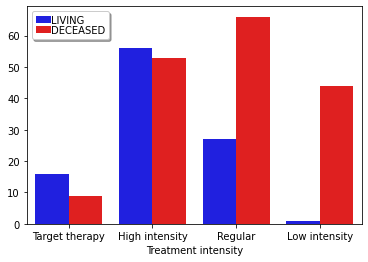 LIVING
DECEASED
60
50
40
30
20
10
0
Target therapy High intensity Regular Low intensity
Treatment intensity